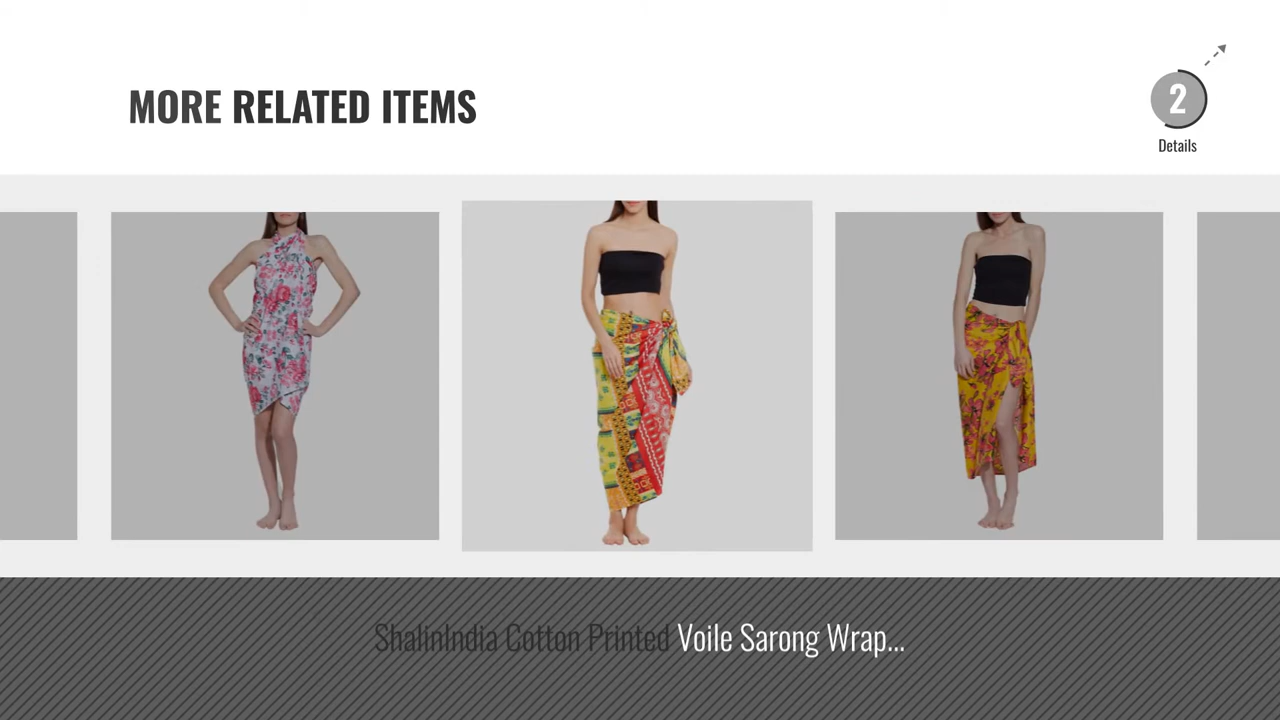 MORE RELATED ITEMS
2
Details
ShalinIndia Cotton Printed Voile Sarong Wrap...